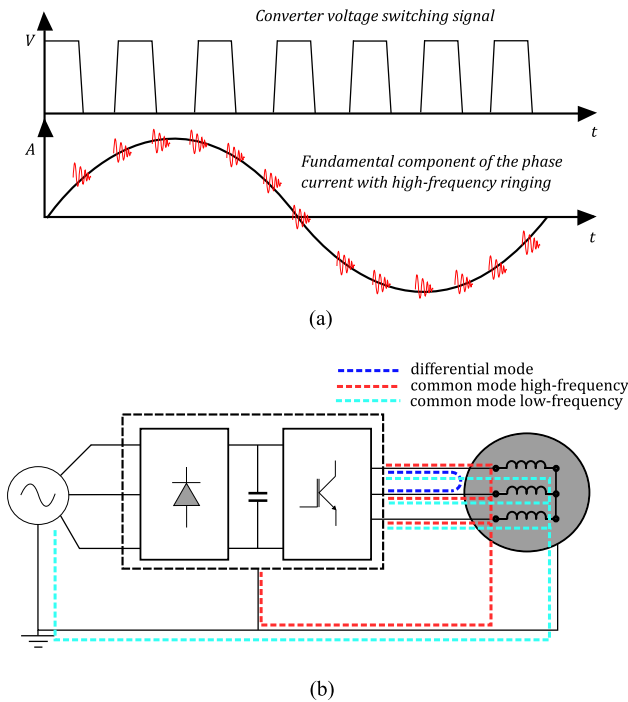 Converter voltage switching signal
V
t
A
Fundamental component of the phase
current with high-frequency ringing
t
(a)
differential mode
common mode high-frequency
common mode low-frequency
(b)